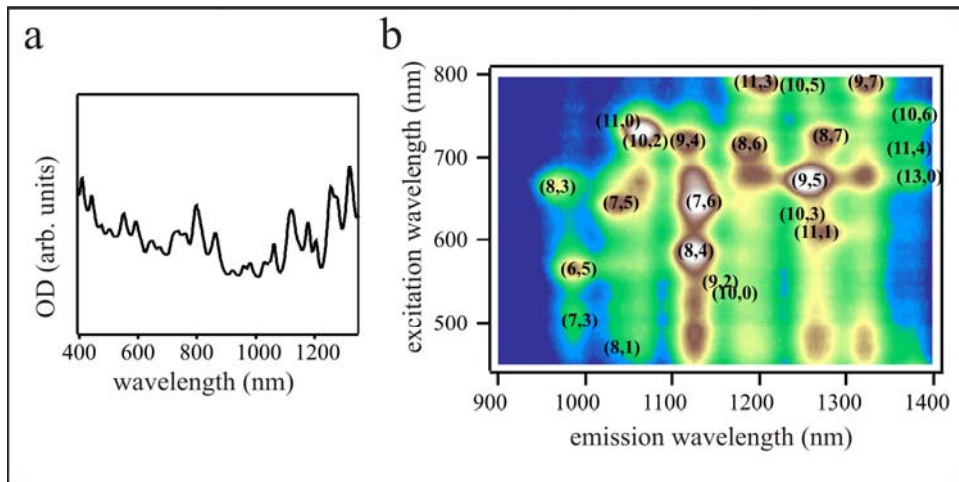 a
OD (arb. units)
400 600 800 1000 1200
wavelength (nm)
b
excitation wavelength (nm)
800
700
600
500
(11,3) (10,5) (9,7)
(10,6)
(11,0)
(10,2) (9,4) (8,6) (8,7)
(11,4)
(8,3) (9,5) (13,0)
(7,5) (7,6)
(10,3)
(11,1)
(8,4)
(6,5)
(9,2)
(10,0)
(7,3)
(8,1)
900 1000 1100 1200 1300 1400
emission wavelength (nm)